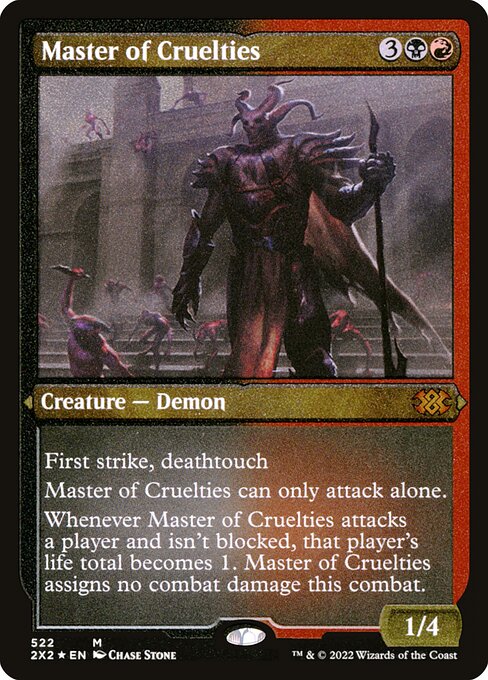 Master of Cruelties 3
Creature — Demon
First strike, deathtouch
Master of Cruelties can only attack alone.
Whenever Master of Cruelties attacks
a player and isn't blocked, that player's
life total becomes 1. Master of Cruelties
assigns no combat damage this combat.
1/4
522 M
2X2 ★ EN Chase Stone
™ & © 2022 Wizards of the Coast